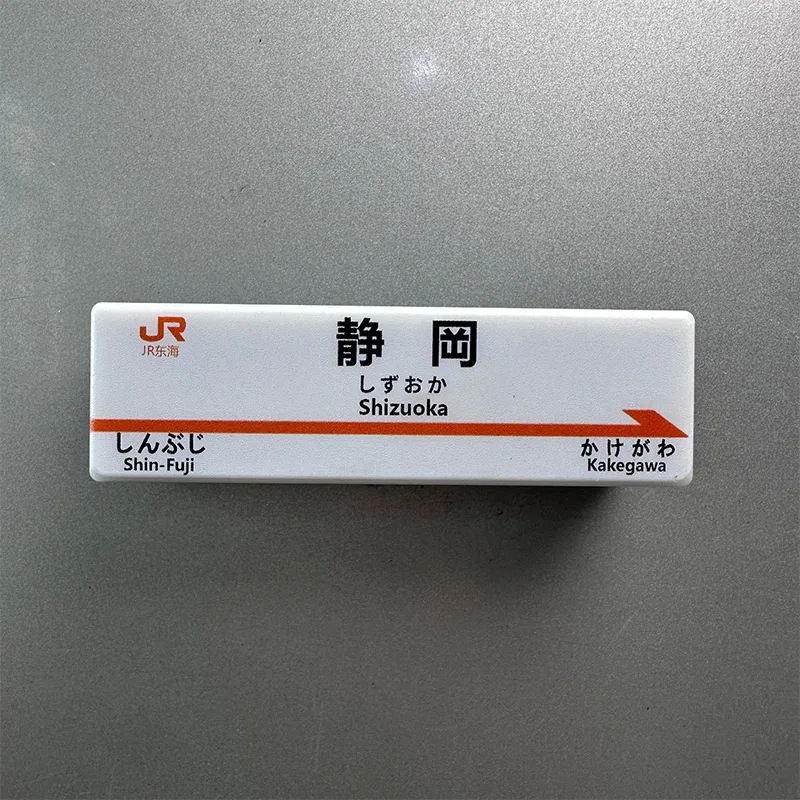 JR
JR东海
静岡
しずおか
Shizuoka
しんぶじ
Shin-Fuji
かけがわ
Kakegawa